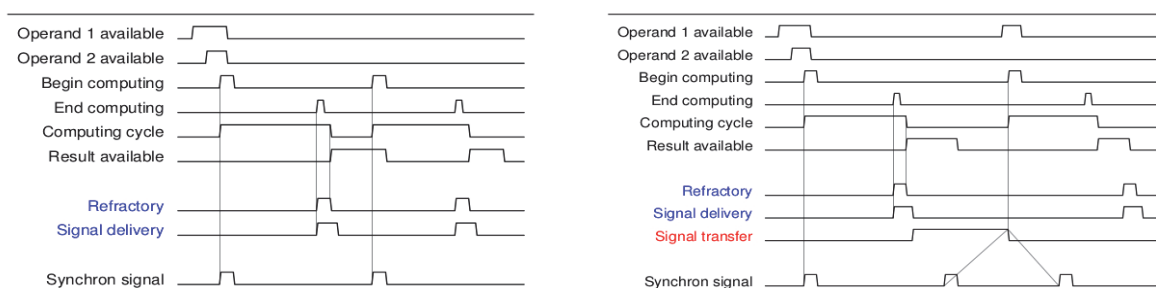 Operand 1 available
Operand 2 available
Begin computing
End computing
Computing cycle
Result available
Refractory
Signal delivery
Synchron signal
Operand 1 available
Operand 2 available
Begin computing
End computing
Computing cycle
Result available
Refractory
Signal delivery
Signal transfer
Synchron signal